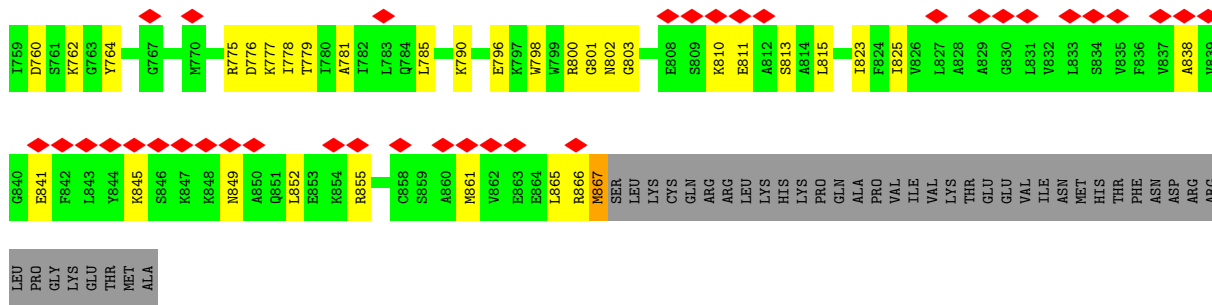 I759 D760 S761 K762 G763 Y764 G767 M770 R775 D776 K777 I778 T779 I780 A781 I782 L783 Q784 L785 K790 E796 K797 W798 W799 R800 G801 N802 G803 E808 S809 K810 E811 A812 S813 A814 L815 I823 F824 I825 V826 L827 A828 A829 G830 L831 V832 L833 S834 V835 F836 V837 A838 V839
G840 E841 F842 L843 Y844 K845 S846 K847 K848 N849 A850 Q851 L852 E853 K854 R855 C858 S859 A860 M861 V862 E863 E864 L865 R866 M867 SER LEU LYS CYS GLN ARG ARG LEU LYS HIS LYS PRO GLN ALA PRO VAL ILE VAL LYS THR GLU GLU VAL ILE ASN MET HIS THR PHE ASN ASP ARG ARG
LEU PRO GLY LYS GLU THR MET ALA